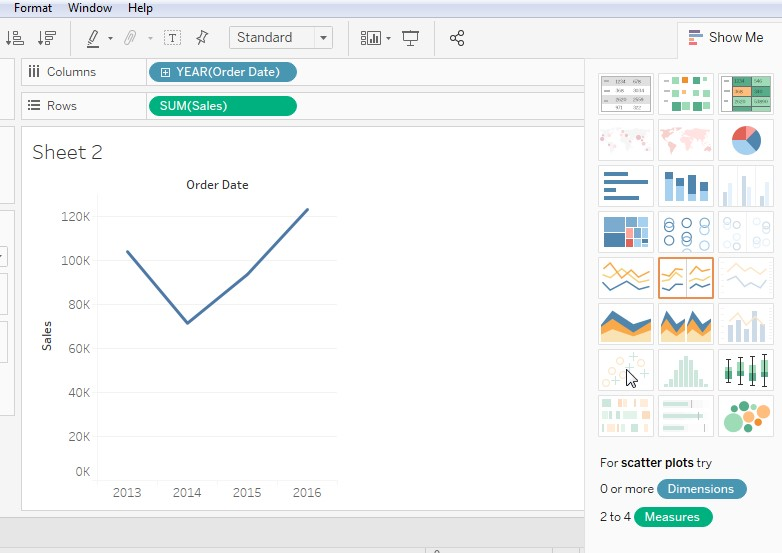 Format Window Help
Standard
Show Me
Columns YEAR(Order Date)
Rows SUM(Sales)
Sheet 2
Order Date
120K
100K
80K
60K
40K
20K
0K
Sales
2013 2014 2015 2016
For scatter plots try
0 or more Dimensions
2 to 4 Measures